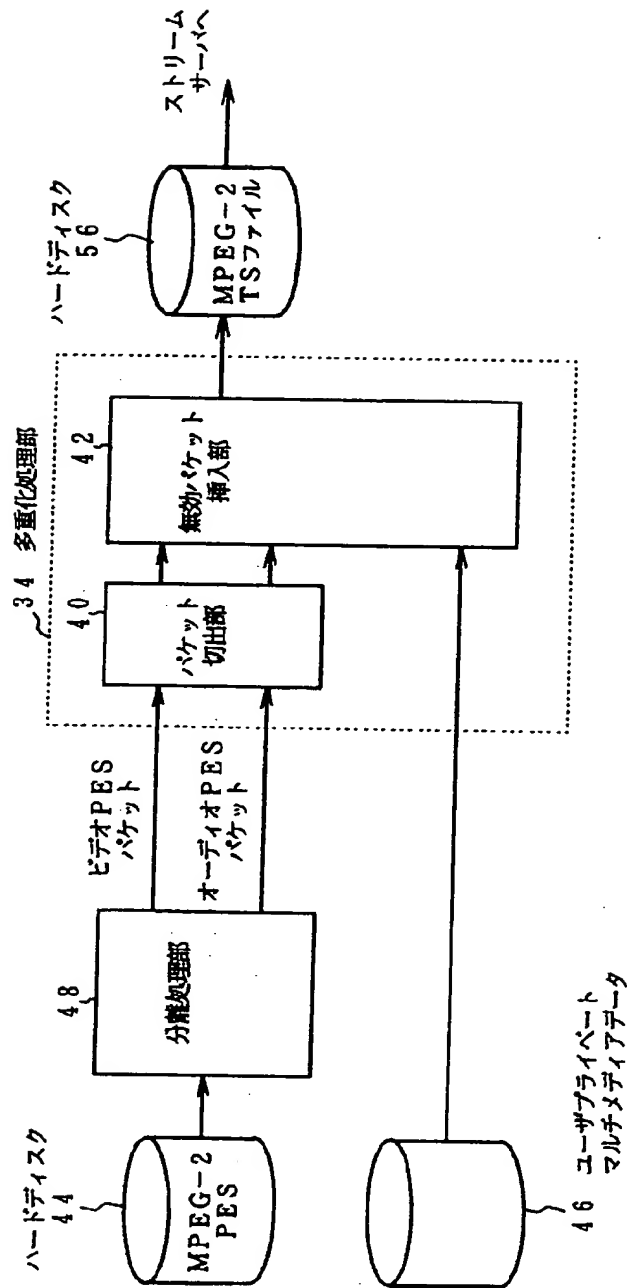 ハードディスク
44
MPEG-2
PES
48
分離処理部
ビデオPES
パケット
オーディオPES
パケット
34 多重化処理部
40
パケット
切出部
42
無効パケット
挿入部
ハードディスク
56
MPEG-2
TSファイル
ストリーム
サーバへ
46
ユーザプライベート
マルチメディアデータ